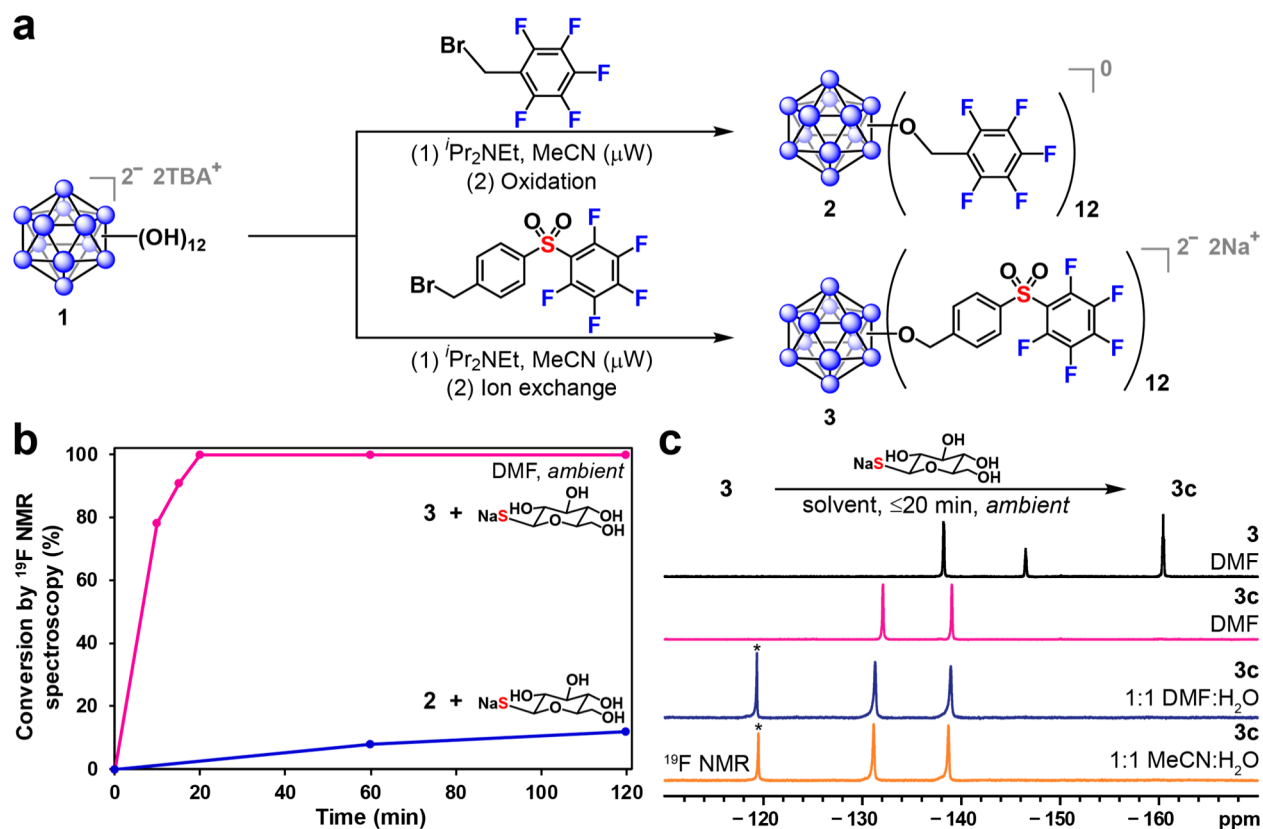 a
Br
F
F
F
F
F
(1) ⁱPr₂NEt, MeCN (μW)
(2) Oxidation
2⁻ 2TBA⁺
(OH)₁₂
1
O
F
F
F
F
F
12
0
2
Br
O
O
S
F
F
F
F
F
(1) ⁱPr₂NEt, MeCN (μW)
(2) Ion exchange
O
O
O
S
F
F
F
F
F
12
2⁻ 2Na⁺
3
b
Conversion by ¹⁹F NMR
spectroscopy (%)
100
80
60
40
20
0
0
20
40
60
80
100
120
Time (min)
DMF, ambient
3 +
NaS
HO
OH
O
OH
OH
2 +
NaS
HO
OH
O
OH
OH
c
3
NaS
HO
OH
O
OH
OH
solvent, ≤20 min, ambient
3c
3
DMF
3c
DMF
*
3c
1:1 DMF:H₂O
*
3c
¹⁹F NMR
1:1 MeCN:H₂O
−120
−130
−140
−150
−160
ppm